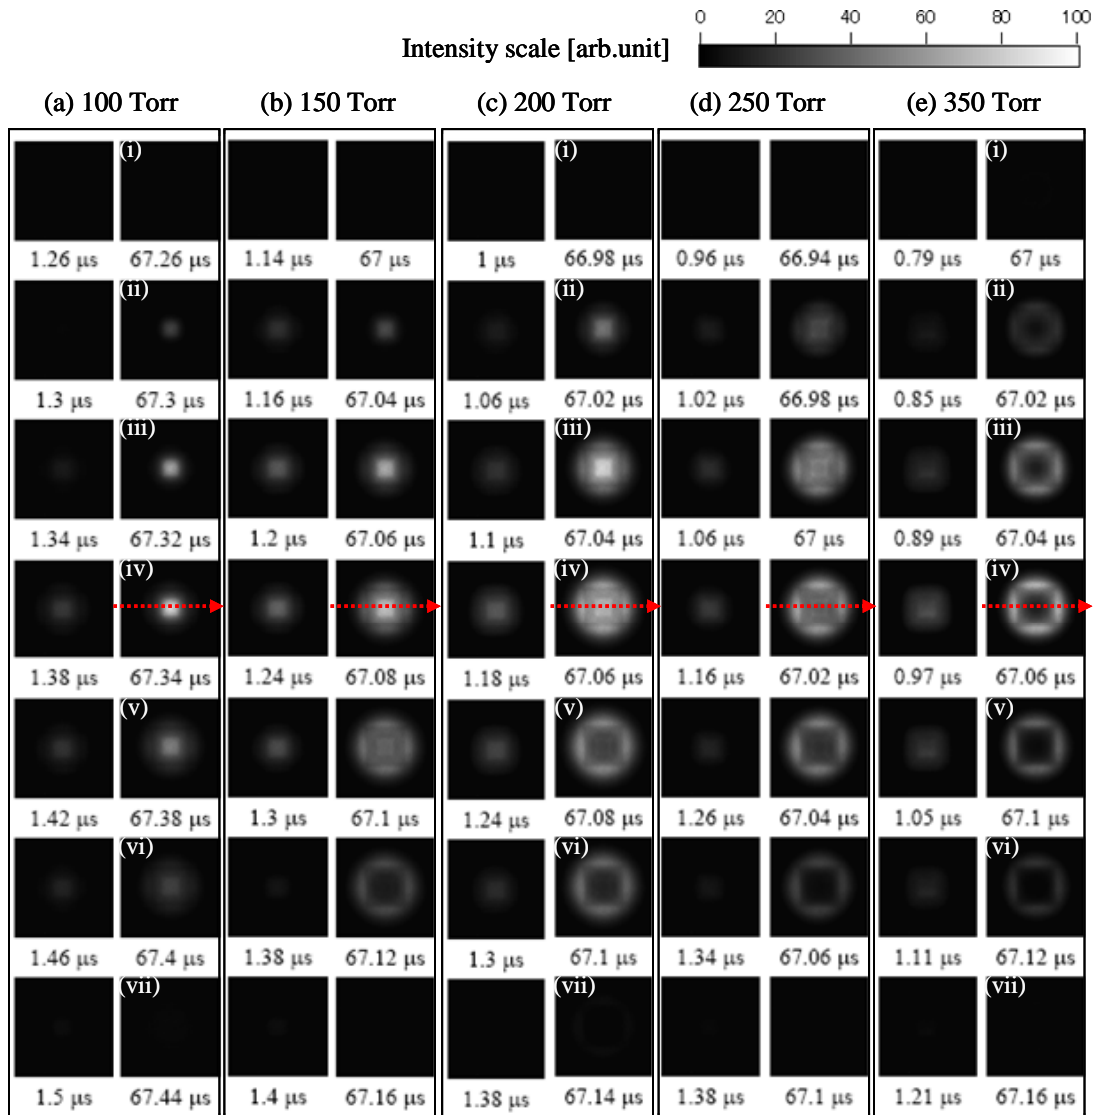 0 20 40 60 80 100
Intensity scale [arb.unit]
(a) 100 Torr (b) 150 Torr (c) 200 Torr (d) 250 Torr (e) 350 Torr
(i) (i) (i)
1.26 μs 67.26 μs 1.14 μs 67 μs 1 μs 66.98 μs 0.96 μs 66.94 μs 0.79 μs 67 μs
(ii) (ii) (ii)
1.3 μs 67.3 μs 1.16 μs 67.04 μs 1.06 μs 67.02 μs 1.02 μs 66.98 μs 0.85 μs 67.02 μs
(iii) (iii) (iii)
1.34 μs 67.32 μs 1.2 μs 67.06 μs 1.1 μs 67.04 μs 1.06 μs 67 μs 0.89 μs 67.04 μs
(iv) (iv) (iv)
1.38 μs 67.34 μs 1.24 μs 67.08 μs 1.18 μs 67.06 μs 1.16 μs 67.02 μs 0.97 μs 67.06 μs
(v) (v) (v)
1.42 μs 67.38 μs 1.3 μs 67.1 μs 1.24 μs 67.08 μs 1.26 μs 67.04 μs 1.05 μs 67.1 μs
(vi) (vi) (vi)
1.46 μs 67.4 μs 1.38 μs 67.12 μs 1.3 μs 67.1 μs 1.34 μs 67.06 μs 1.11 μs 67.12 μs
(vii) (vii) (vii)
1.5 μs 67.44 μs 1.4 μs 67.16 μs 1.38 μs 67.14 μs 1.38 μs 67.1 μs 1.21 μs 67.16 μs